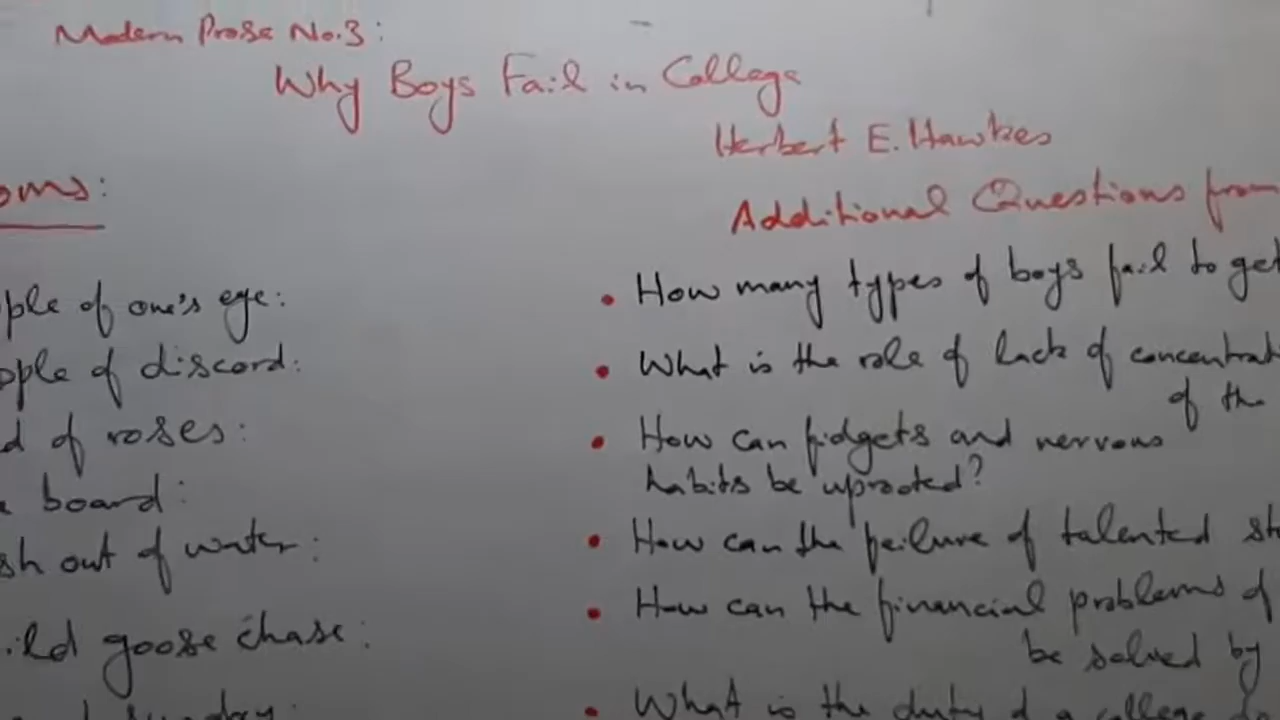 Modern Prose No.3:
Why Boys Fail in College
Herbert E. Hawkes
oms:
pple of one's eye:
pple of discord:
d of roses:
board:
sh out of water:
ild goose chase:
Additional Questions from
• How many types of boys fail to get
• What is the role of lack of concentrat
of the
• How can fidgets and nervous
habits be uprooted?
• How can the failure of talented st
• How can the financial problems of
be solved by
• What is the duty of a college